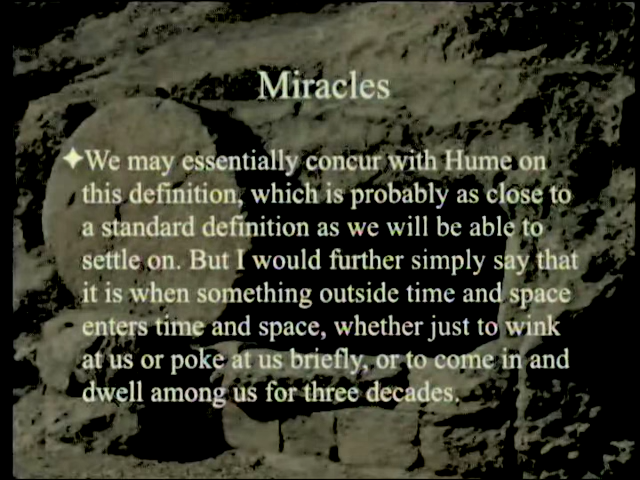 Miracles
✦We may essentially concur with Hume on
this definition, which is probably as close to
a standard definition as we will be able to
settle on. But I would further simply say that
it is when something outside time and space
enters time and space, whether just to wink
at us or poke at us briefly, or to come in and
dwell among us for three decades.